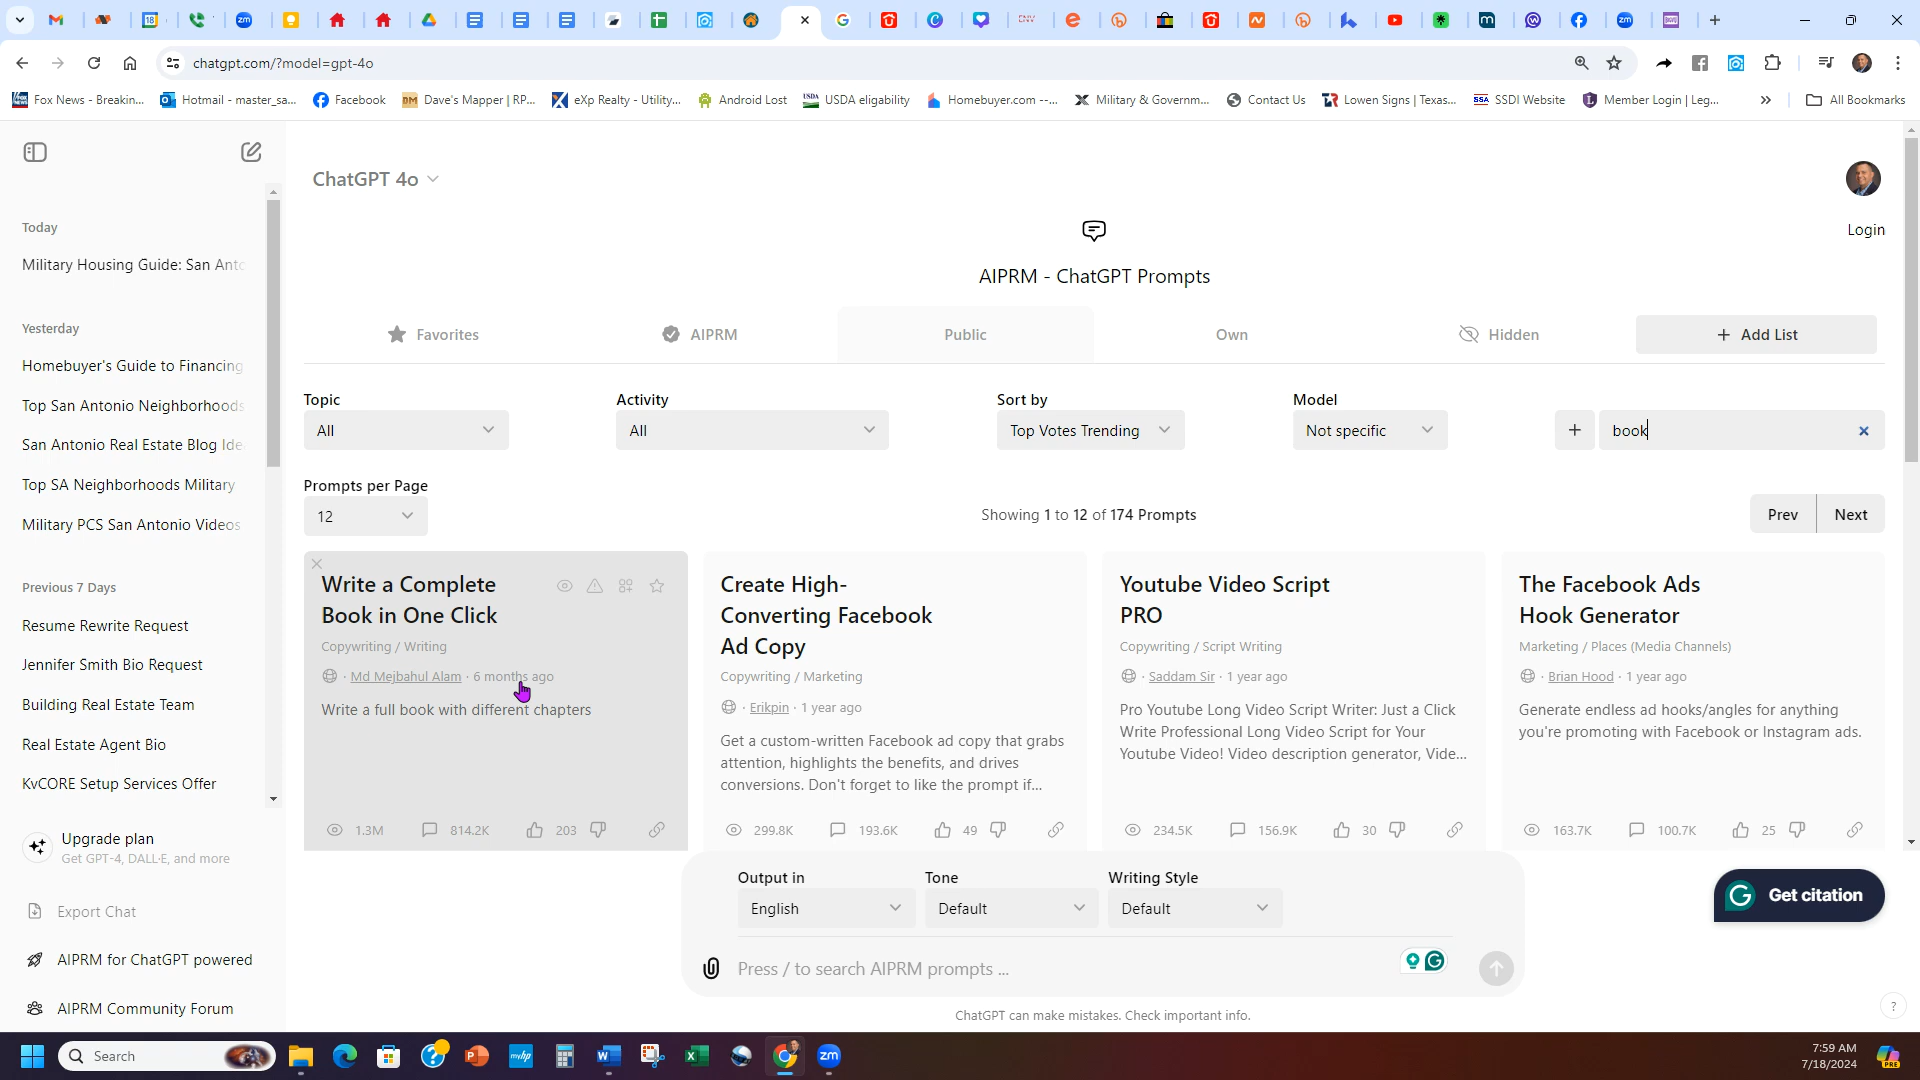 chatgpt.com/?model=gpt-4o
Fox News - Breakin...
Hotmail - master_sa...
Facebook
Dave's Mapper | RP...
eXp Realty - Utility...
Android Lost
USDA eligibility
Homebuyer.com --...
Military & Governm...
Contact Us
Lowen Signs | Texas...
SSDI Website
Member Login | Leg...
»
All Bookmarks
ChatGPT 4o
Login
AIPRM - ChatGPT Prompts
Favorites
AIPRM
Public
Own
Hidden
+ Add List
Today
Military Housing Guide: San Anto
Yesterday
Homebuyer's Guide to Financing
Top San Antonio Neighborhoods
San Antonio Real Estate Blog Ide
Top SA Neighborhoods Military
Military PCS San Antonio Videos
Previous 7 Days
Resume Rewrite Request
Jennifer Smith Bio Request
Building Real Estate Team
Real Estate Agent Bio
KvCORE Setup Services Offer
Upgrade plan
Get GPT-4, DALL·E, and more
Export Chat
AIPRM for ChatGPT powered
AIPRM Community Forum
Topic
All
Activity
All
Sort by
Top Votes Trending
Model
Not specific
+
book
Prompts per Page
12
Showing 1 to 12 of 174 Prompts
Prev
Next
Write a Complete
Book in One Click
Copywriting / Writing
· Md Mejbahul Alam · 6 months ago
Write a full book with different chapters
1.3M
814.2K
203
Create High-
Converting Facebook
Ad Copy
Copywriting / Marketing
· Erikpin · 1 year ago
Get a custom-written Facebook ad copy that grabs
attention, highlights the benefits, and drives
conversions. Don't forget to like the prompt if...
299.8K
193.6K
49
Youtube Video Script
PRO
Copywriting / Script Writing
· Saddam Sir · 1 year ago
Pro Youtube Long Video Script Writer: Just a Click
Write Professional Long Video Script for Your
Youtube Video! Video description generator, Vide...
234.5K
156.9K
30
The Facebook Ads
Hook Generator
Marketing / Places (Media Channels)
· Brian Hood · 1 year ago
Generate endless ad hooks/angles for anything
you're promoting with Facebook or Instagram ads.
163.7K
100.7K
25
Output in
English
Tone
Default
Writing Style
Default
Press / to search AIPRM prompts ...
Get citation
ChatGPT can make mistakes. Check important info.
?
Search
7:59 AM
7/18/2024